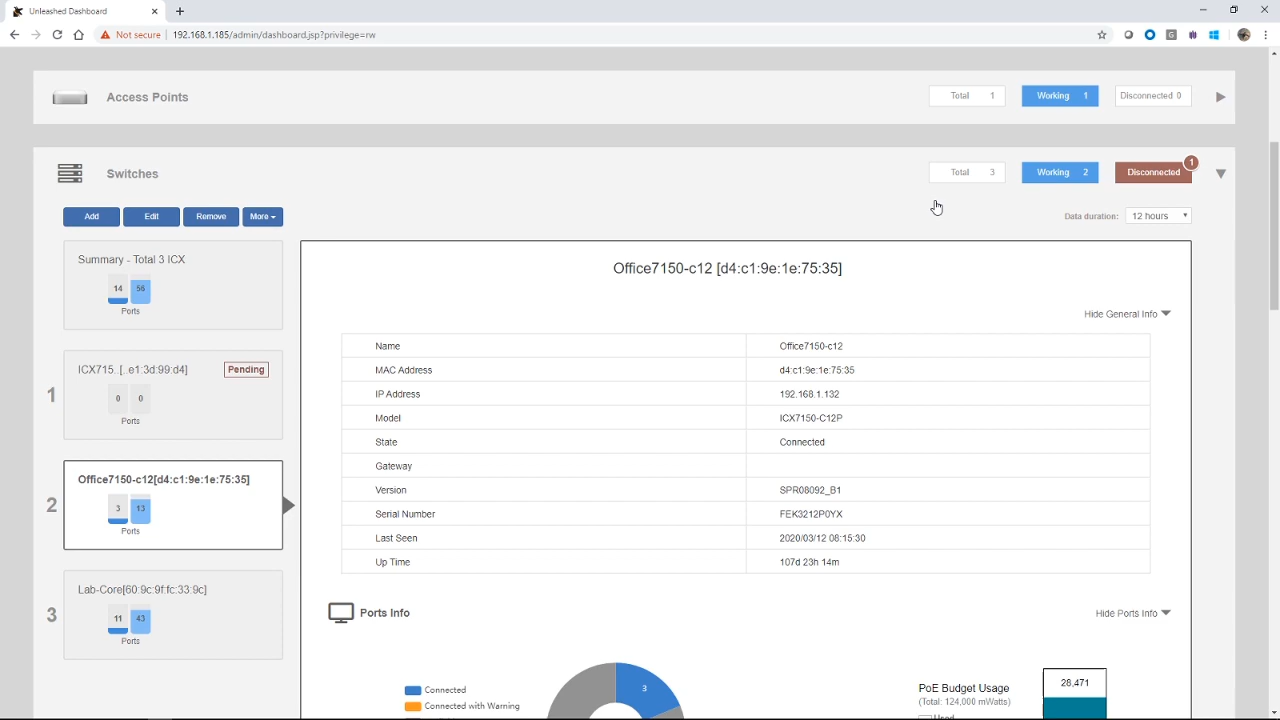 Unleashed Dashboard
Not secure 192.168.1.185/admin/dashboard.jsp?privilege=rw
Access Points
Total 1
Working 1
Disconnected 0
Switches
Total 3
Working 2
Disconnected
1
Add
Edit
Remove
More
Data duration:
12 hours
Summary - Total 3 ICX
14 56
Ports
1
ICX715..[..e1:3d:99:d4]
Pending
0 0
Ports
2
Office7150-c12[d4:c1:9e:1e:75:35]
3 13
Ports
3
Lab-Core[60:9c:9f:fc:33:9c]
11 43
Ports
Office7150-c12 [d4:c1:9e:1e:75:35]
Hide General Info
Name Office7150-c12
MAC Address d4:c1:9e:1e:75:35
IP Address 192.168.1.132
Model ICX7150-C12P
State Connected
Gateway
Version SPR08092_B1
Serial Number FEK3212P0YX
Last Seen 2020/03/12 08:15:30
Up Time 107d 23h 14m
Ports Info
Hide Ports Info
Connected
Connected with Warning
3
PoE Budget Usage
(Total: 124,000 mWatts)
Used
28,471